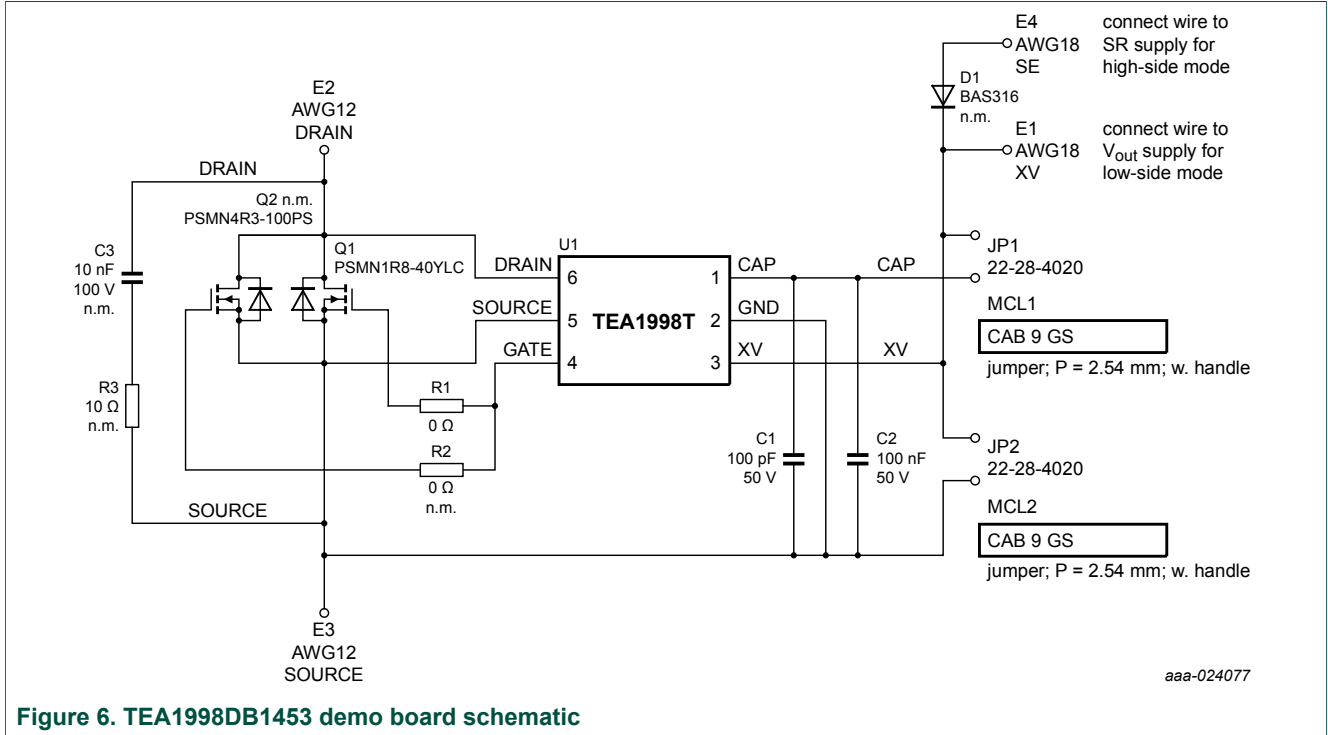 E4
AWG18
SE
connect wire to
SR supply for
high-side mode
D1
BAS316
n.m.
E1
AWG18
XV
connect wire to
Vout supply for
low-side mode
E2
AWG12
DRAIN
DRAIN
Q2 n.m.
PSMN4R3-100PS
Q1
PSMN1R8-40YLC
C3
10 nF
100 V
n.m.
R3
10 Ω
n.m.
SOURCE
DRAIN
SOURCE
GATE
U1
6
5
4
TEA1998T
1
2
3
CAP
GND
XV
CAP
XV
R1
0 Ω
R2
0 Ω
n.m.
C1
100 pF
50 V
C2
100 nF
50 V
JP1
22-28-4020
MCL1
CAB 9 GS
jumper; P = 2.54 mm; w. handle
JP2
22-28-4020
MCL2
CAB 9 GS
jumper; P = 2.54 mm; w. handle
E3
AWG12
SOURCE
aaa-024077
Figure 6. TEA1998DB1453 demo board schematic